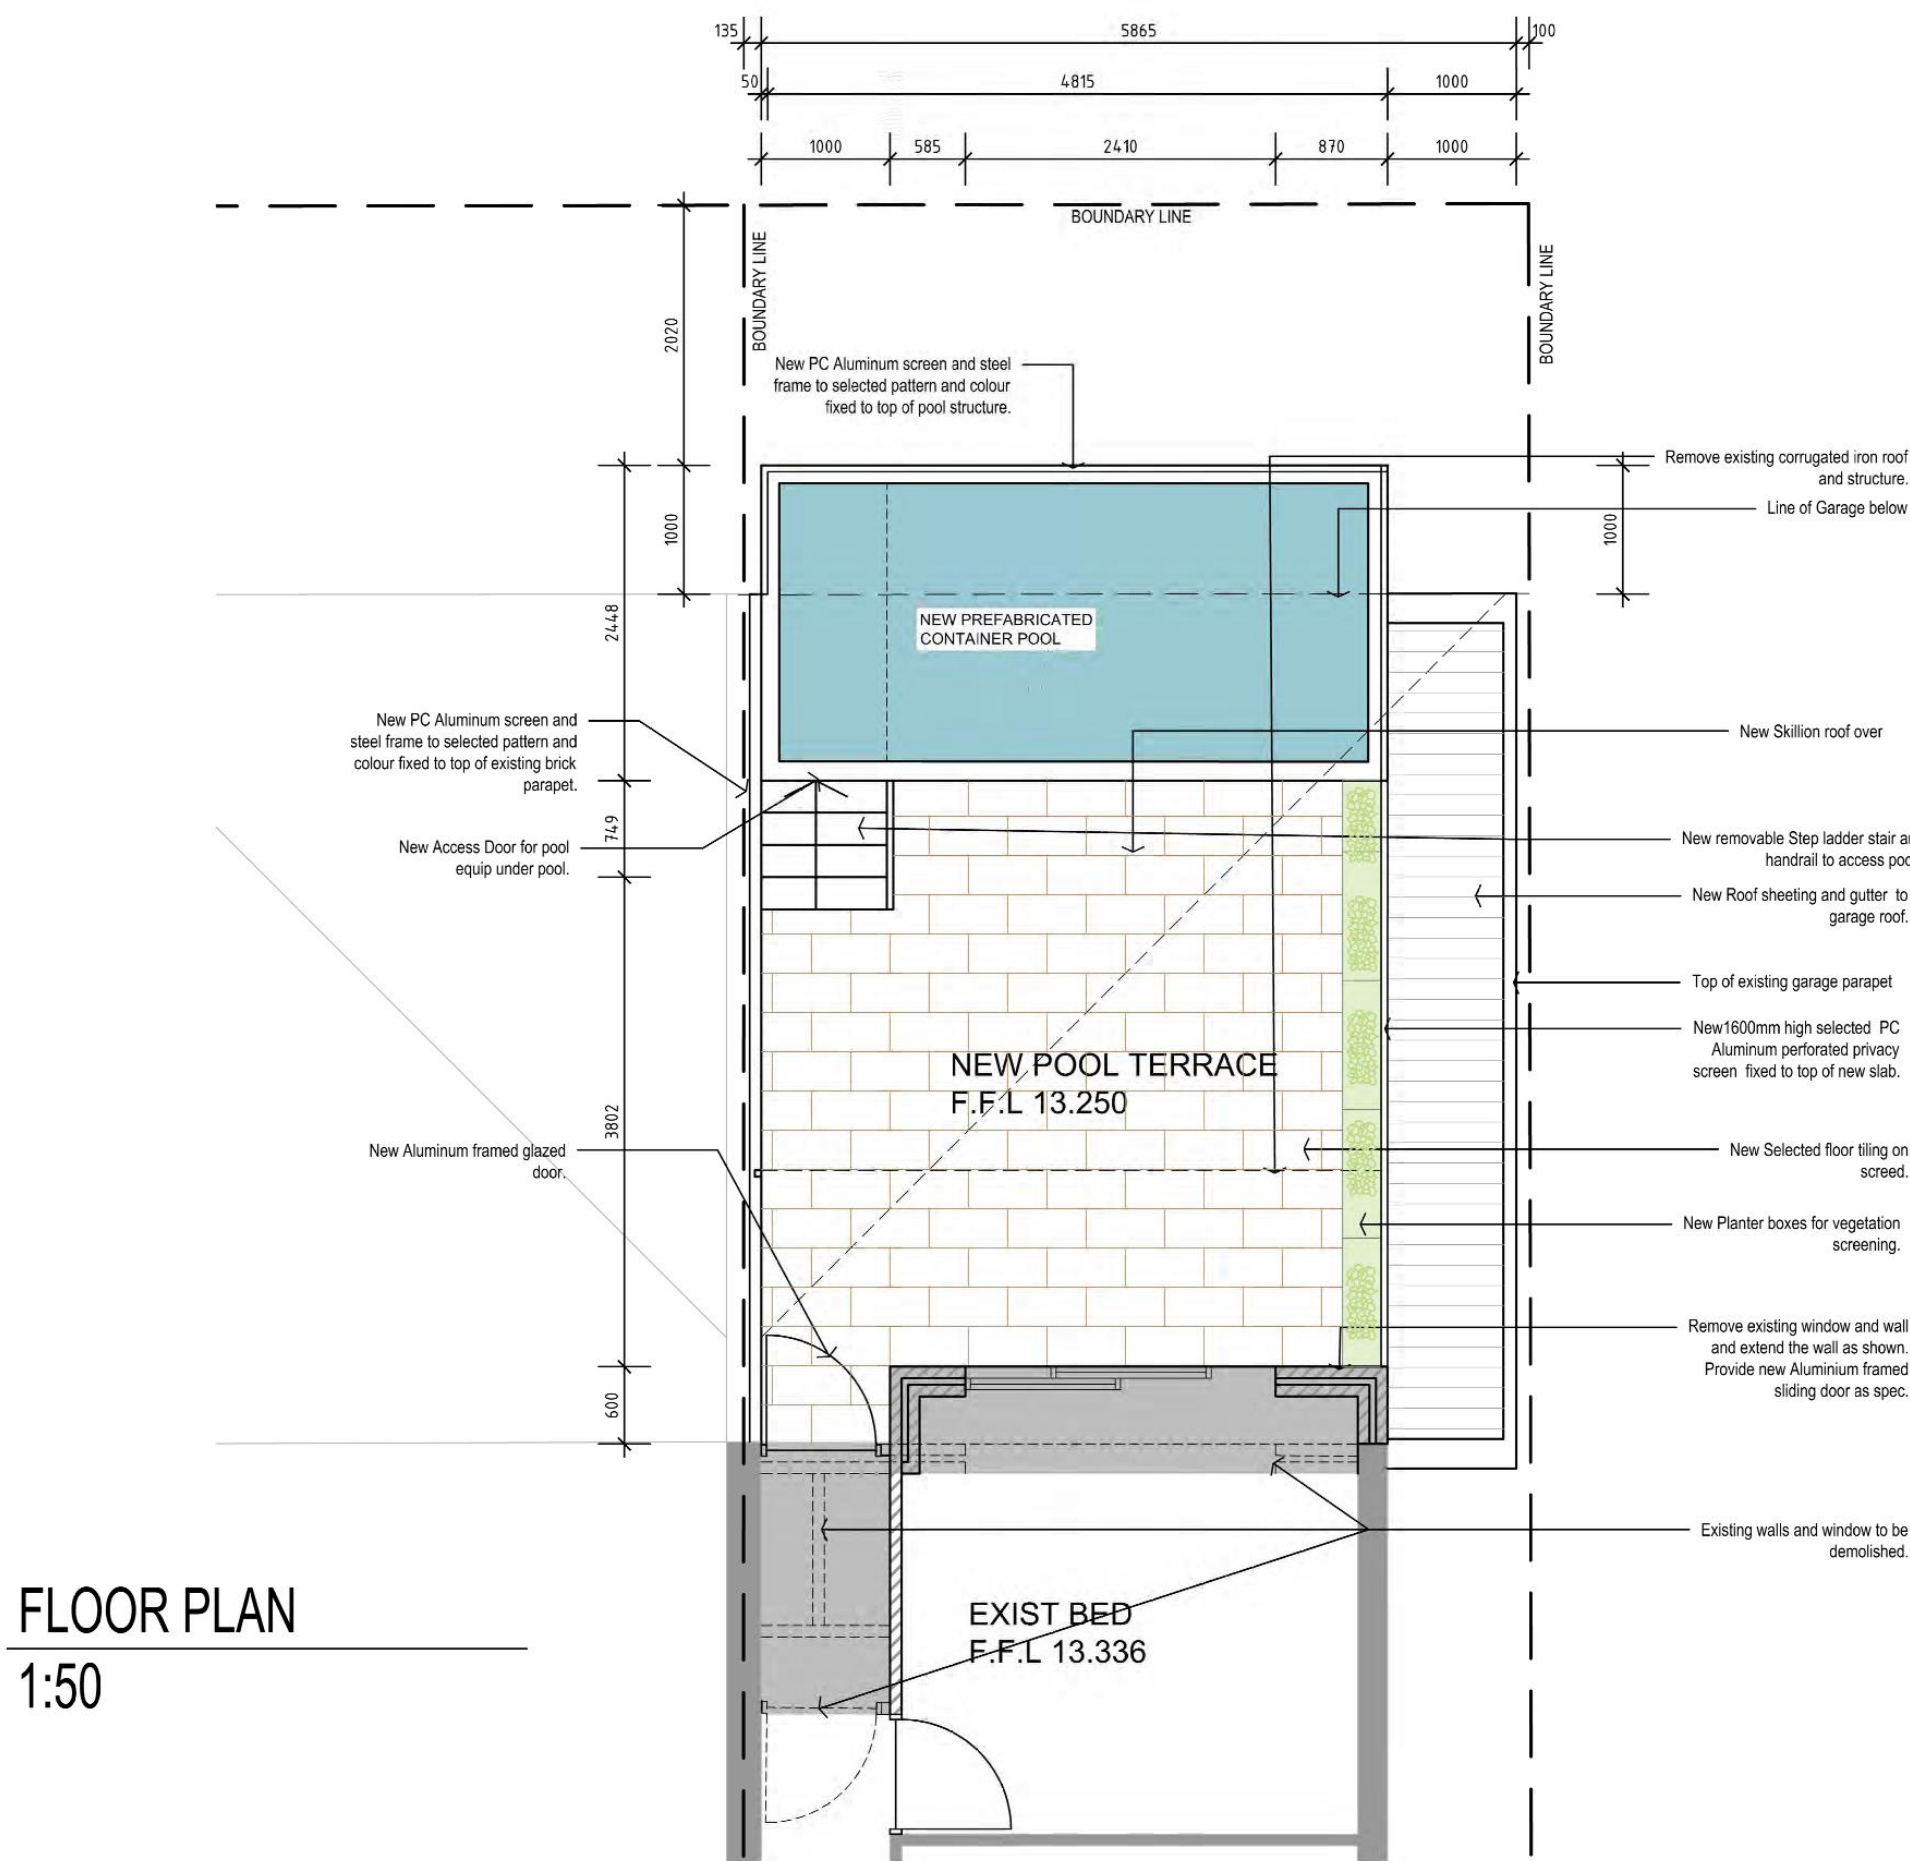 135
5865
100
50
4815
1000
1000
585
2410
870
1000
BOUNDARY LINE
BOUNDARY LINE
BOUNDARY LINE
2020
New PC Aluminum screen and steel
frame to selected pattern and colour
fixed to top of pool structure.
Remove existing corrugated iron roof
and structure.
Line of Garage below
1000
1000
2448
NEW PREFABRICATED
CONTAINER POOL
New PC Aluminum screen and
steel frame to selected pattern and
colour fixed to top of existing brick
parapet.
New Skillion roof over
749
New Access Door for pool
equip under pool.
New removable Step ladder stair
handrail to access
New Roof sheeting and gutter to
garage roof.
Top of existing garage parapet
New1600mm high selected PC
Aluminum perforated privacy
screen fixed to top of new slab.
NEW POOL TERRACE
F.F.L 13.250
3802
New Aluminum framed glazed
door.
New Selected floor tiling on
screed.
New Planter boxes for vegetation
screening.
Remove existing window and wall
and extend the wall as shown.
Provide new Aluminium framed
sliding door as spec.
600
Existing walls and window to be
demolished.
EXIST BED
F.F.L 13.336
FLOOR PLAN
1:50